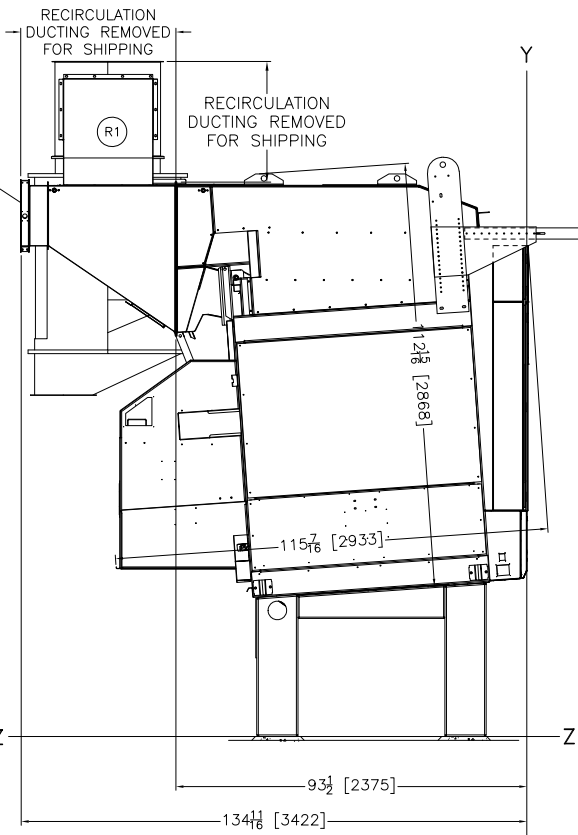 RECIRCULATION
DUCTING REMOVED
FOR SHIPPING
Y
RECIRCULATION
DUCTING REMOVED
FOR SHIPPING
R1
112 15/16 [2868]
115 7/16 [2933]
Z
Z
93 1/2 [2375]
134 11/16 [3422]